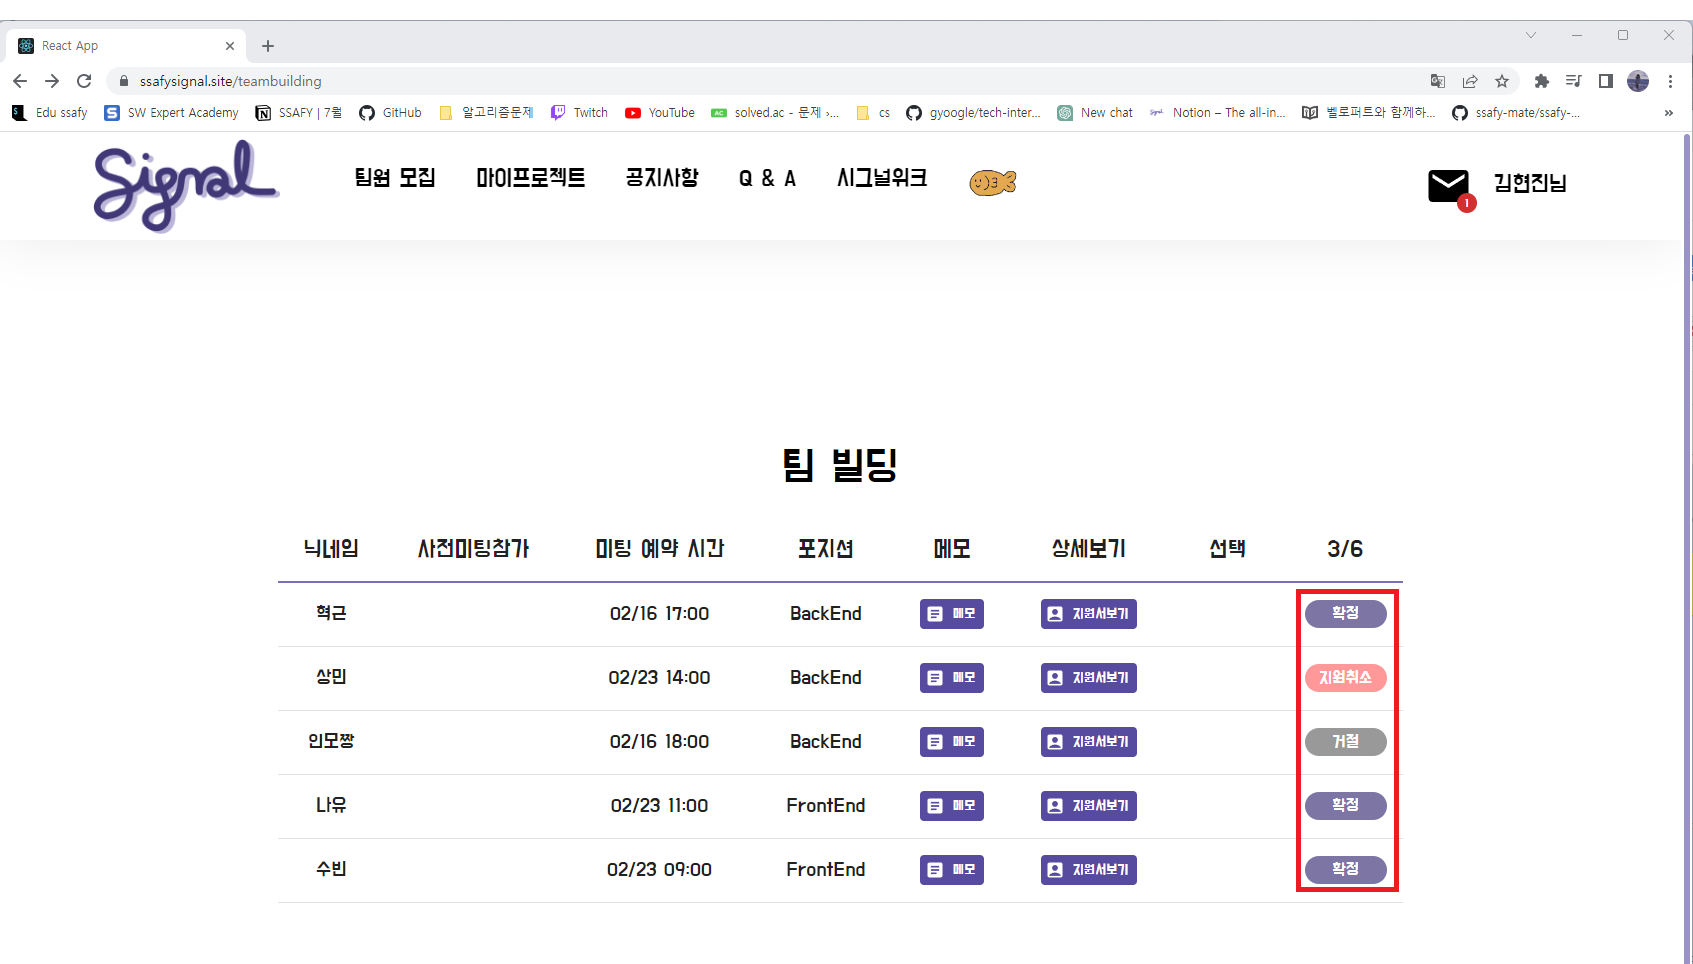 React App
ssafysignal.site/teambuilding
Edu ssafy SW Expert Academy SSAFY | 7월 GitHub 알고리즘문제 Twitch YouTube solved.ac - 문제 ›... cs gyoogle/tech-inter... New chat Notion – The all-in... 벨로퍼트와 함께하... ssafy-mate/ssafy-... »
Signal 팀원 모집 마이프로젝트 공지사항 Q & A 시그널위크 1 김현진님
팀 빌딩
닉네임 사전미팅참가 미팅 예약 시간 포지션 메모 상세보기 선택 3/6
혁근 02/16 17:00 BackEnd 메모 지원서보기 확정
상민 02/23 14:00 BackEnd 메모 지원서보기 지원취소
인모짱 02/16 18:00 BackEnd 메모 지원서보기 거절
나유 02/23 11:00 FrontEnd 메모 지원서보기 확정
수빈 02/23 09:00 FrontEnd 메모 지원서보기 확정